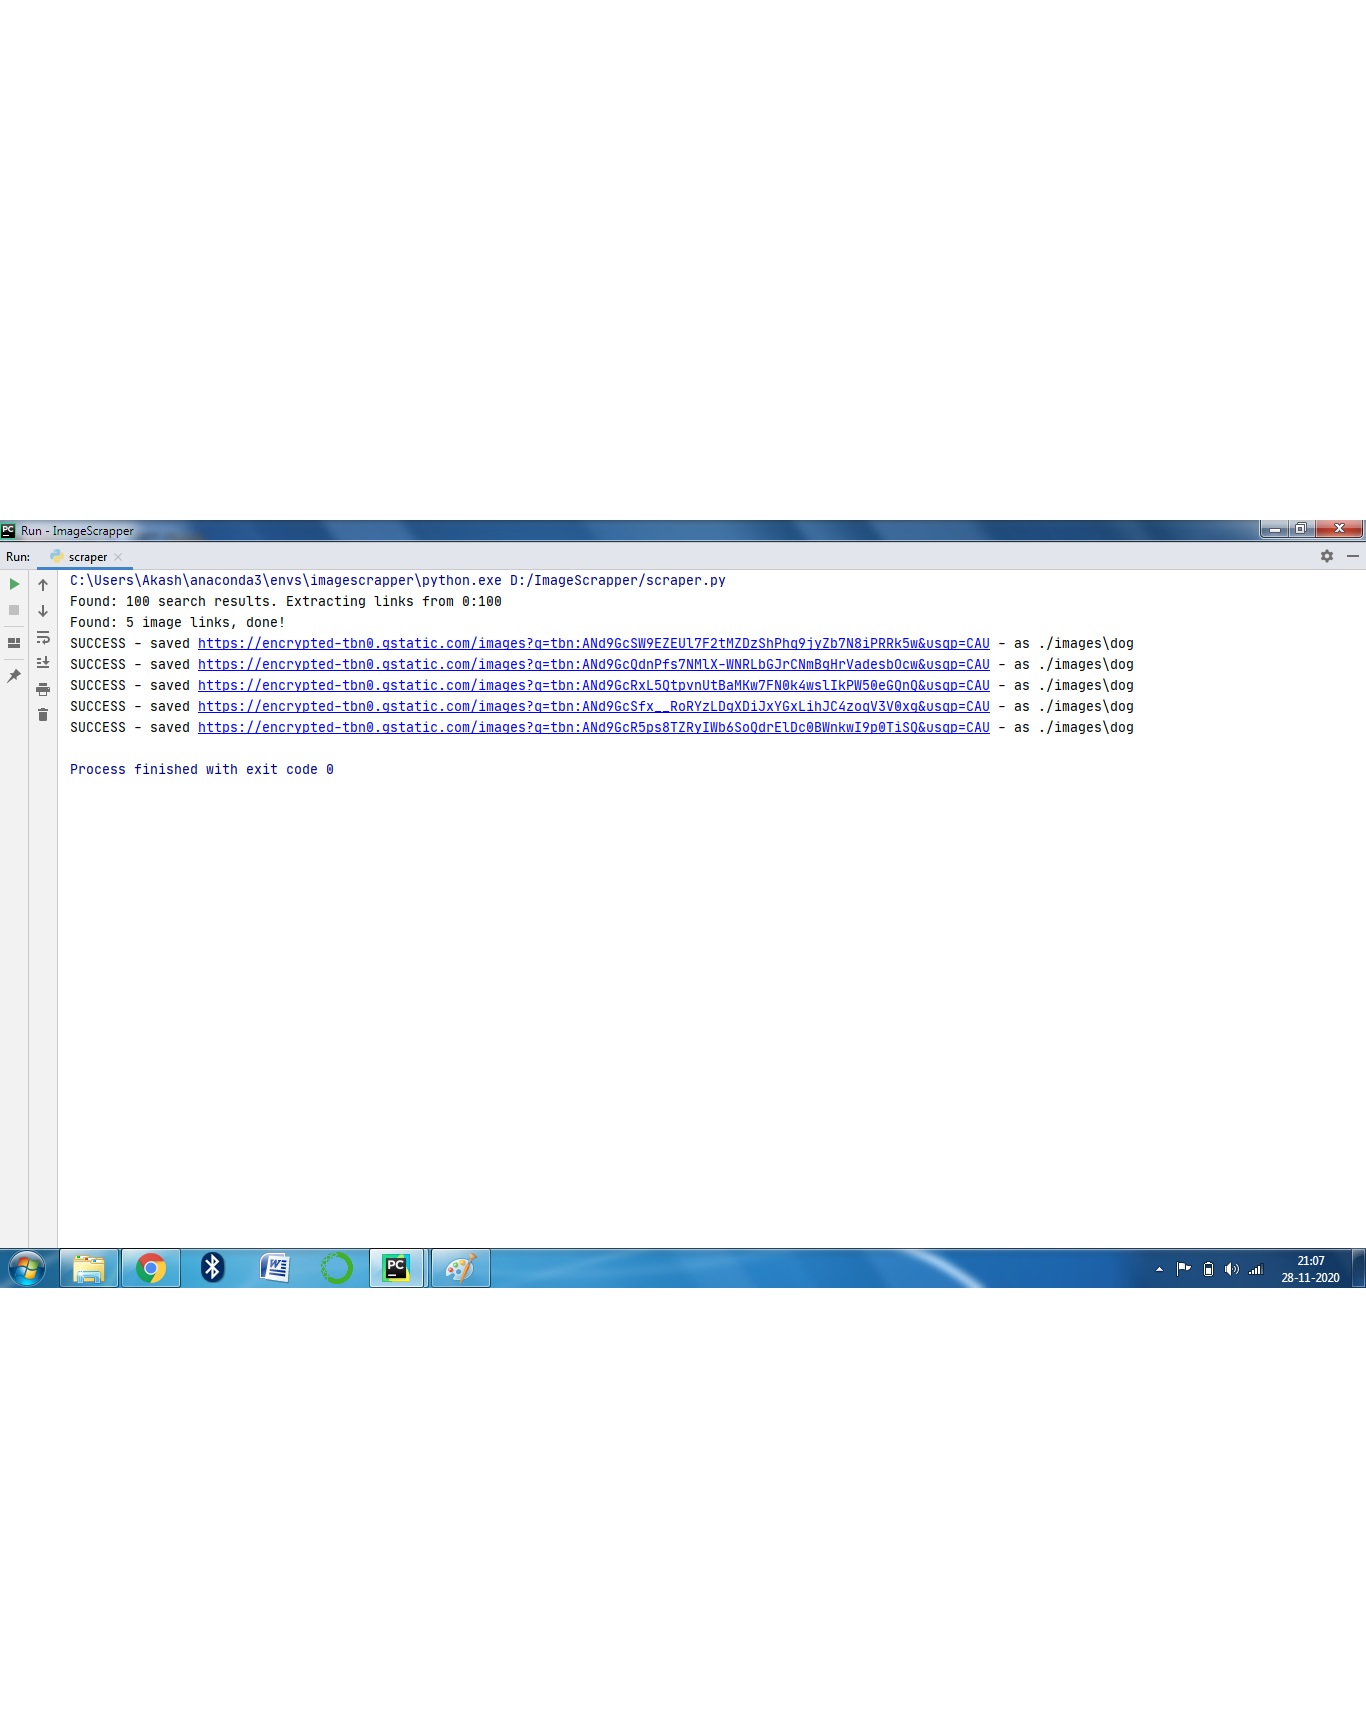 PC Run - ImageScrapper
Run: scraper
C:\Users\Akash\anaconda3\envs\imagescrapper\python.exe D:/ImageScrapper/scraper.py
Found: 100 search results. Extracting links from 0:100
Found: 5 image links, done!
SUCCESS - saved https://encrypted-tbn0.gstatic.com/images?q=tbn:ANd9GcSW9EZEUl7F2tMZDzShPhq9jyZb7N8iPRRk5w&usqp=CAU - as ./images\dog
SUCCESS - saved https://encrypted-tbn0.gstatic.com/images?q=tbn:ANd9GcQdnPfs7NMlX-WNRLbGJrCNmBqHrVadesbOcw&usqp=CAU - as ./images\dog
SUCCESS - saved https://encrypted-tbn0.gstatic.com/images?q=tbn:ANd9GcRxL5QtpvnUtBaMKw7FN0k4wslIkPW50eGQnQ&usqp=CAU - as ./images\dog
SUCCESS - saved https://encrypted-tbn0.gstatic.com/images?q=tbn:ANd9GcSfx__RoRYzLDgXDiJxYGxLihJC4zoqV3V0xg&usqp=CAU - as ./images\dog
SUCCESS - saved https://encrypted-tbn0.gstatic.com/images?q=tbn:ANd9GcR5ps8TZRyIWb6SoQdrElDc0BWnkwI9p0TiSQ&usqp=CAU - as ./images\dog
Process finished with exit code 0
W
PC
21:07
28-11-2020